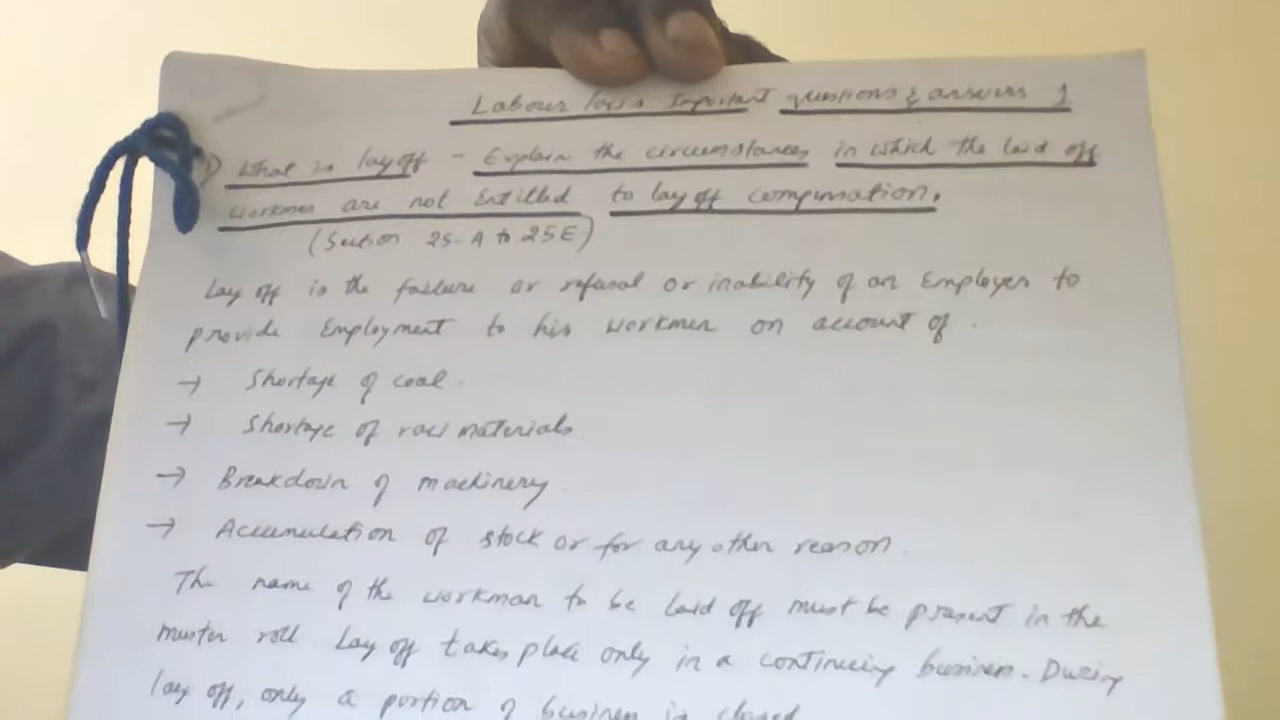 Labour laws Important questions & answers 1
1) What is lay off - Explain the circumstances in which the laid off
workmen are not Entitled to lay off compensation.
(Section 25-A to 25E)
Lay off is the failure or refusal or inability of an Employer to
provide Employment to his workmen on account of.
→ Shortage of coal.
→ Shortage of raw materials
→ Breakdown of machinery.
→ Accumulation of stock or for any other reason.
The name of the workman to be laid off must be present in the
muster roll. Lay off takes place only in a continuing business. During
lay off, only a portion of business is closed